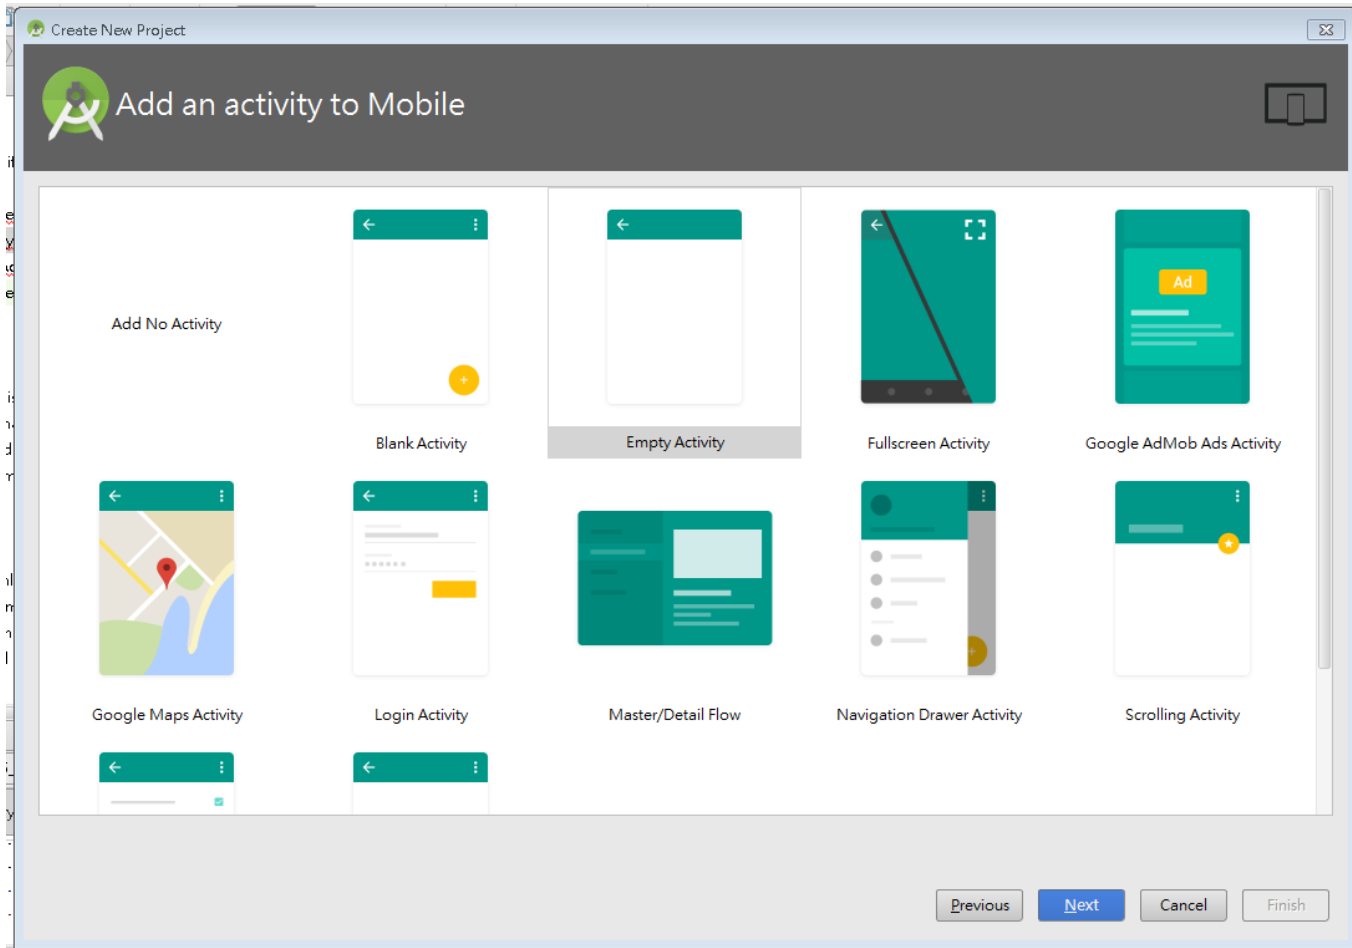 Create New Project
Add an activity to Mobile
Add No Activity
Blank Activity
Empty Activity
Fullscreen Activity
Ad
Google AdMob Ads Activity
Google Maps Activity
Login Activity
Master/Detail Flow
Navigation Drawer Activity
Scrolling Activity
Previous
Next
Cancel
Finish